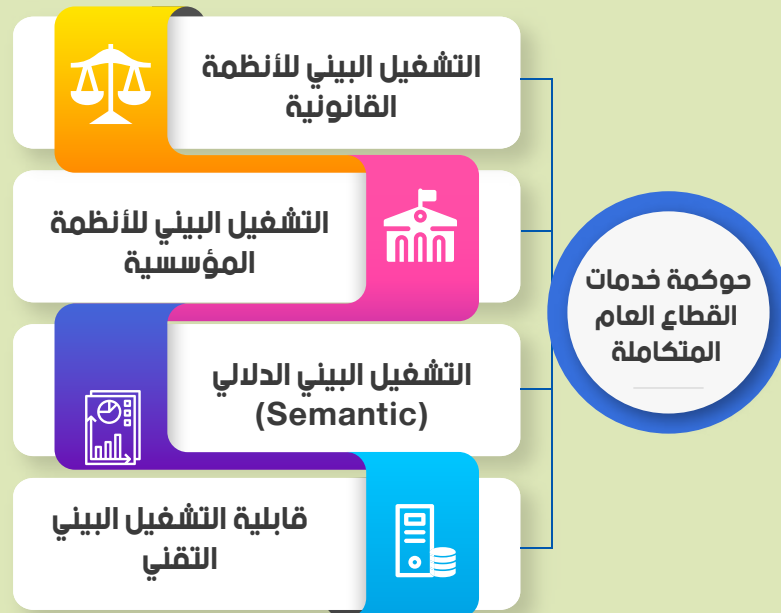 التشغيل البيني للأنظمة
القانونية
التشغيل البيني للأنظمة
المؤسسية
التشغيل البيني الدلالي
(Semantic)
قابلية التشغيل البيني
التقني
حوكمة خدمات
القطاع العام
المتكاملة